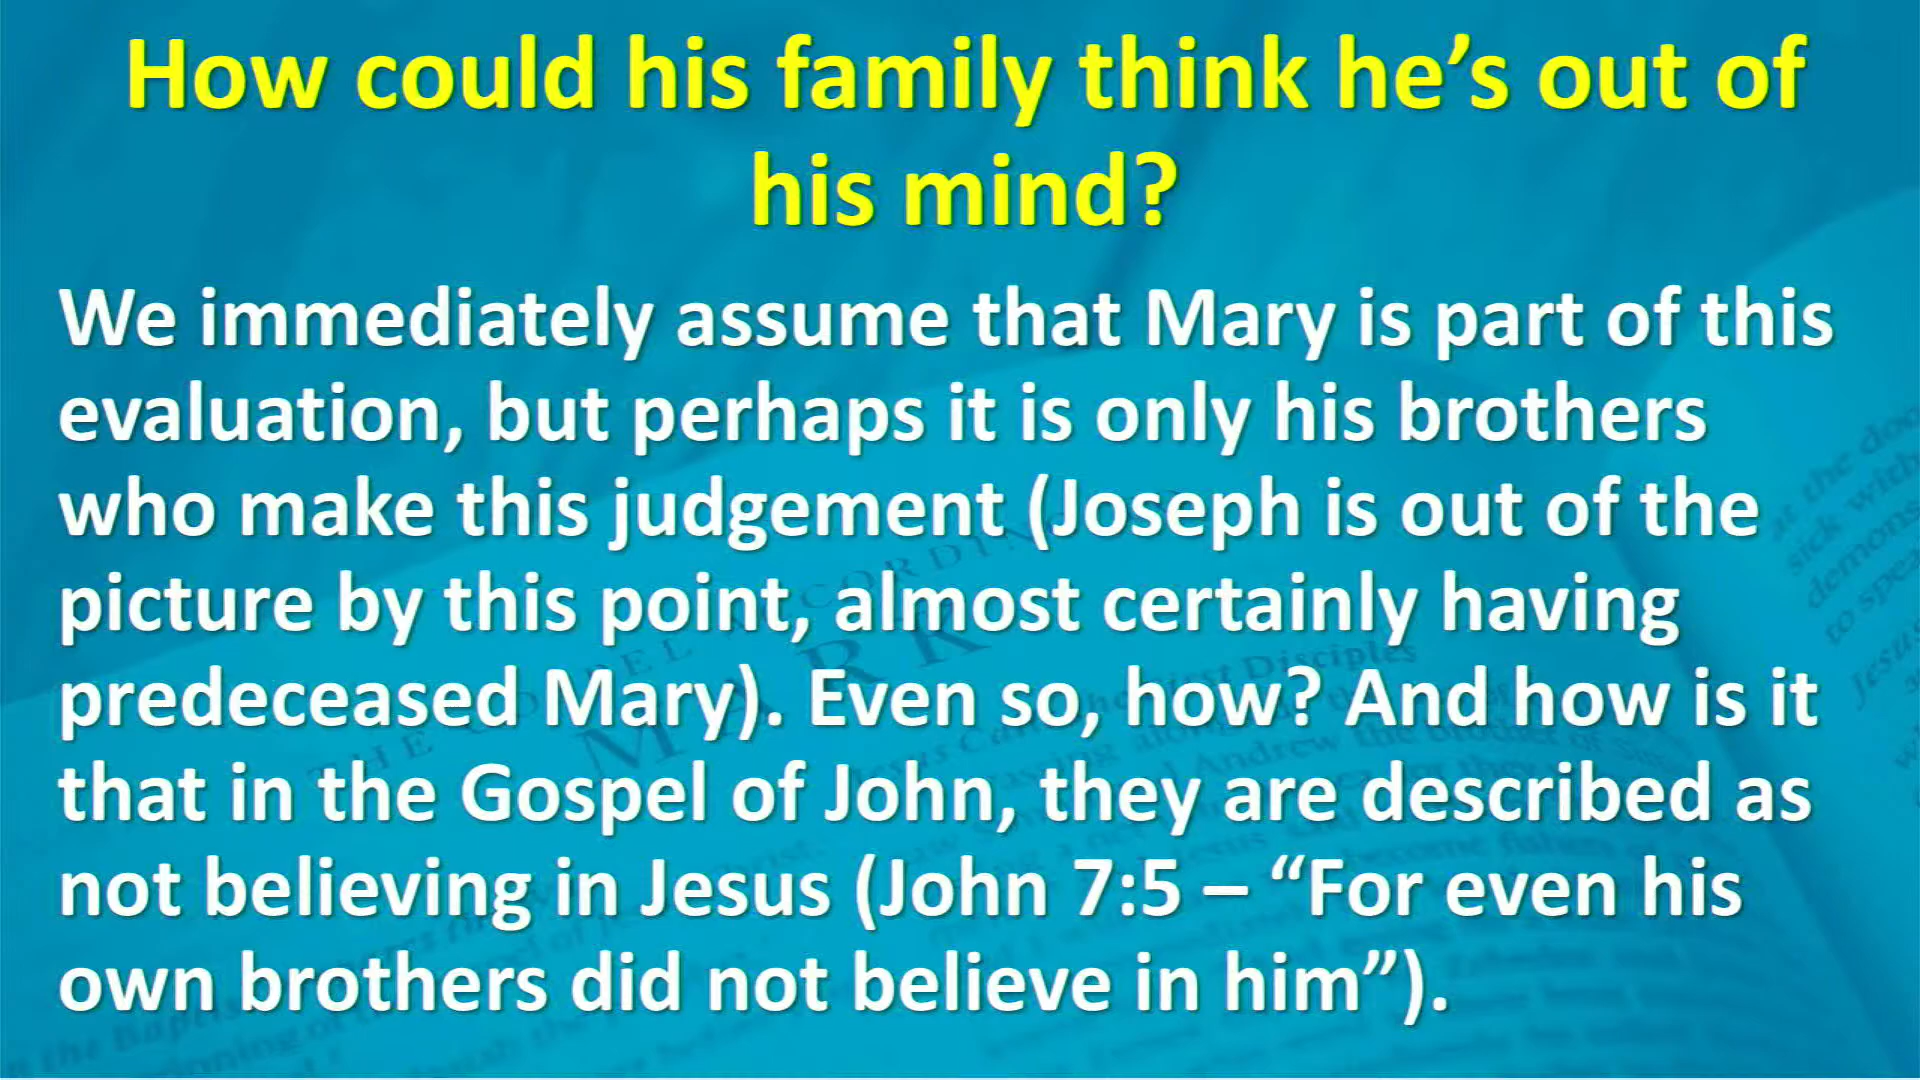 How could his family think he’s out of
his mind?
We immediately assume that Mary is part of this
evaluation, but perhaps it is only his brothers
who make this judgement (Joseph is out of the
picture by this point, almost certainly having
predeceased Mary). Even so, how? And how is it
that in the Gospel of John, they are described as
not believing in Jesus (John 7:5 – “For even his
own brothers did not believe in him”).
THE GOSPEL ACCORDING
MARK